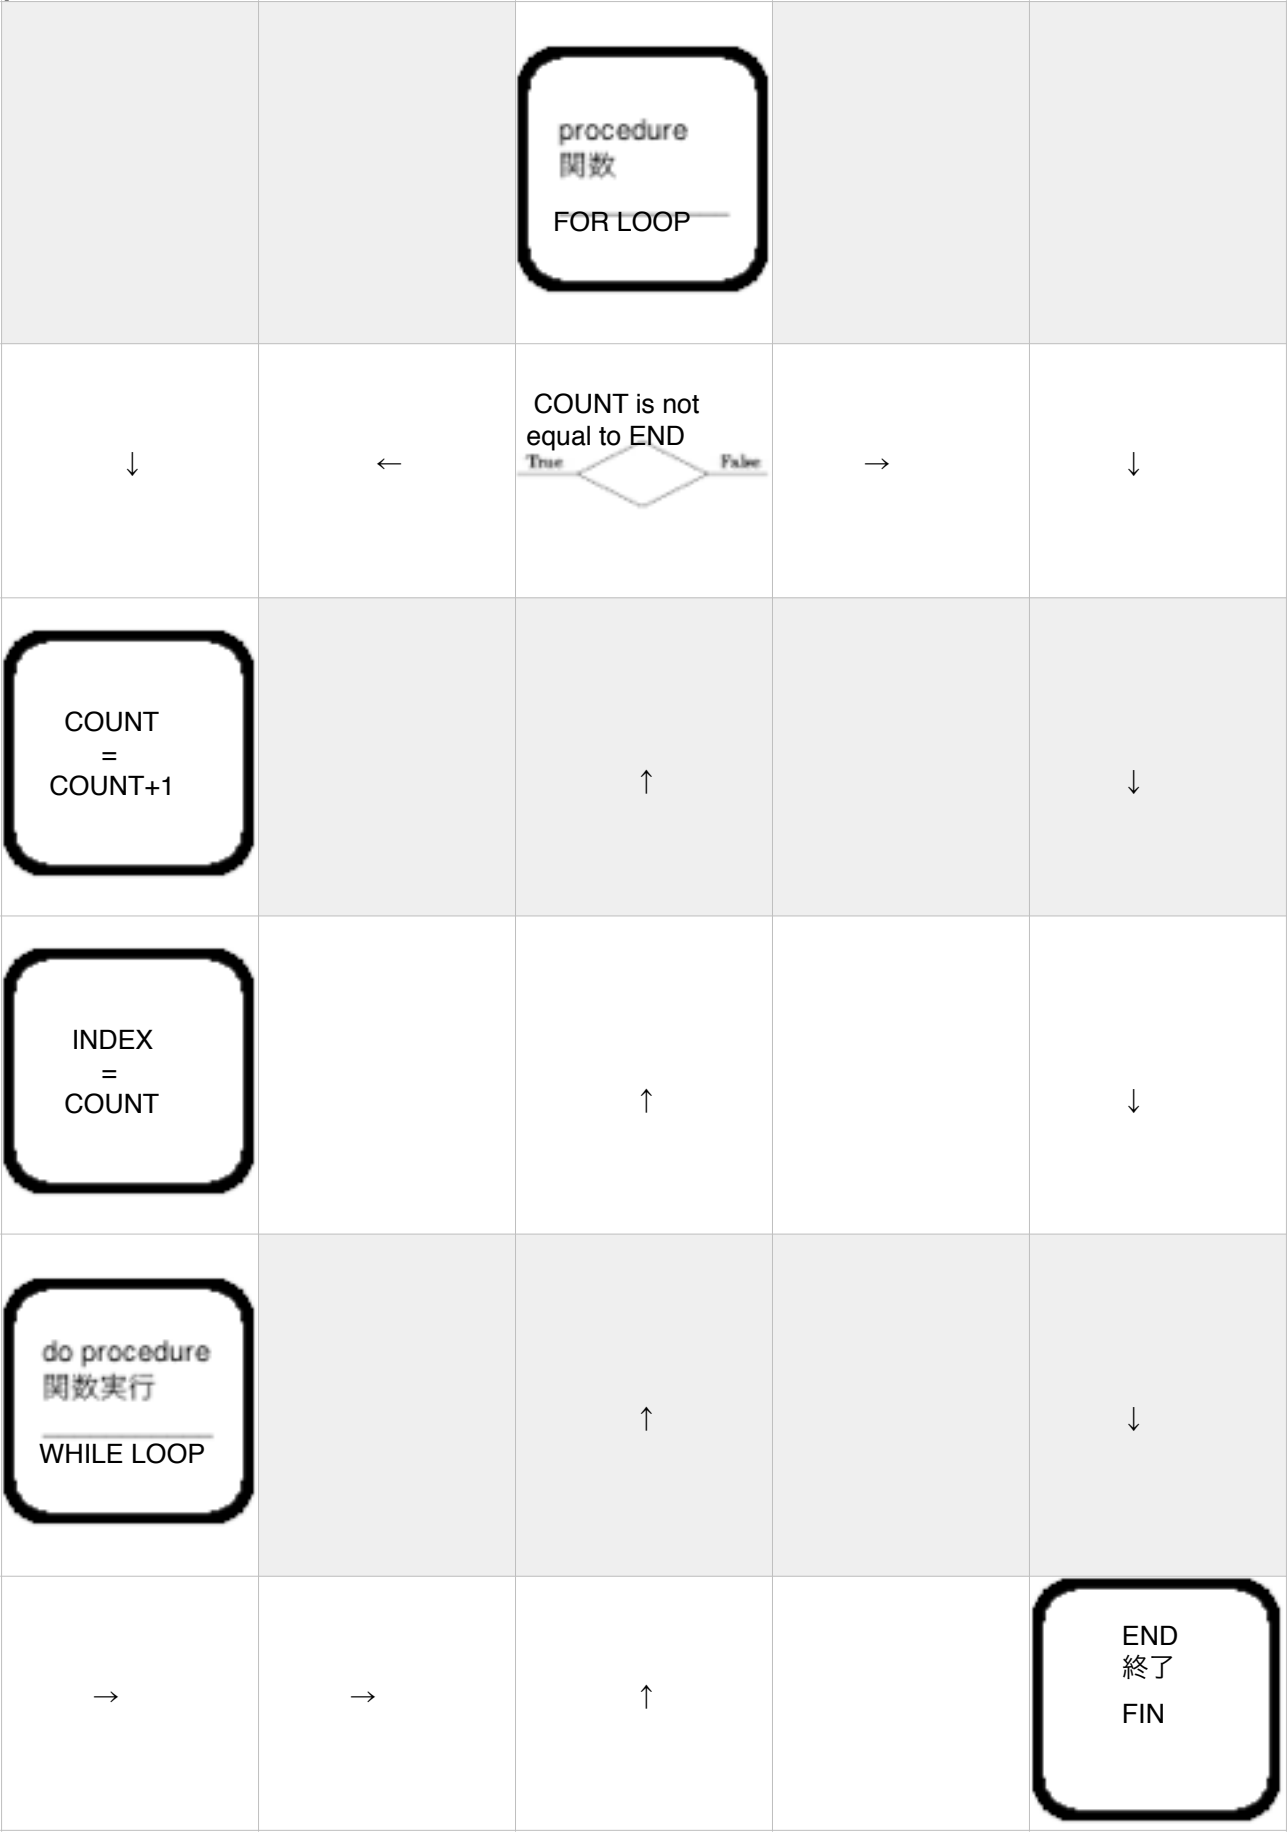 procedure
関数
FOR LOOP
COUNT is not
equal to END
True
False
↓
←
→
↓
COUNT
=
COUNT+1
↑
↓
INDEX
=
COUNT
↑
↓
do procedure
関数実行
WHILE LOOP
↑
↓
→
→
↑
END
終了
FIN